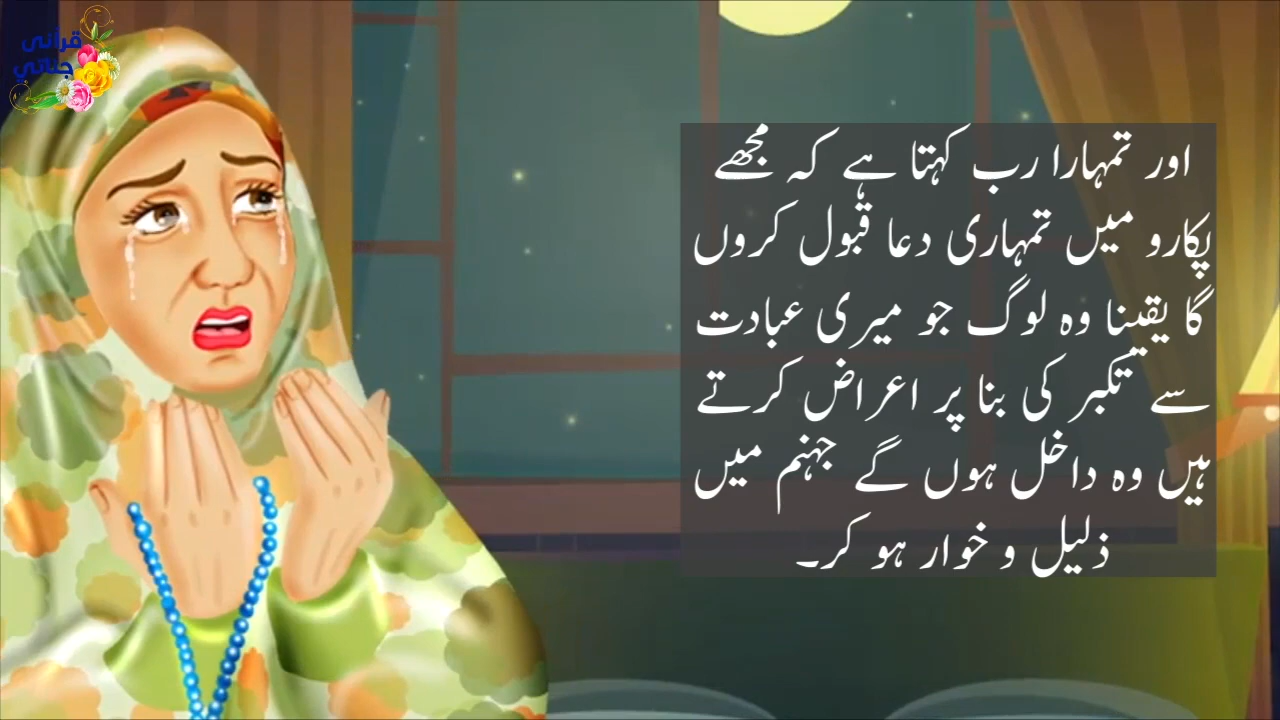 قرآنی
جناتي
اور تمہارا رب کہتا ہے کہ مجھے
پکارو میں تمہاری دعا قبول کروں
گا یقینا وہ لوگ جو میری عبادت
سے تکبر کی بنا پر اعراض کرتے
ہیں وہ داخل ہوں گے جہنم میں
ذلیل و خوار ہو کر۔